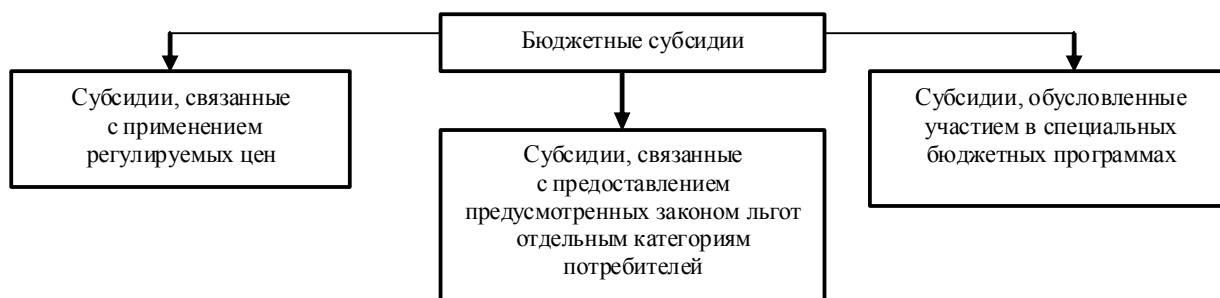 Бюджетные субсидии
Субсидии, связанные
с применением
регулируемых цен
Субсидии, связанные
с предоставлением
предусмотренных законом льгот
отдельным категориям
потребителей
Субсидии, обусловленные
участием в специальных
бюджетных программах